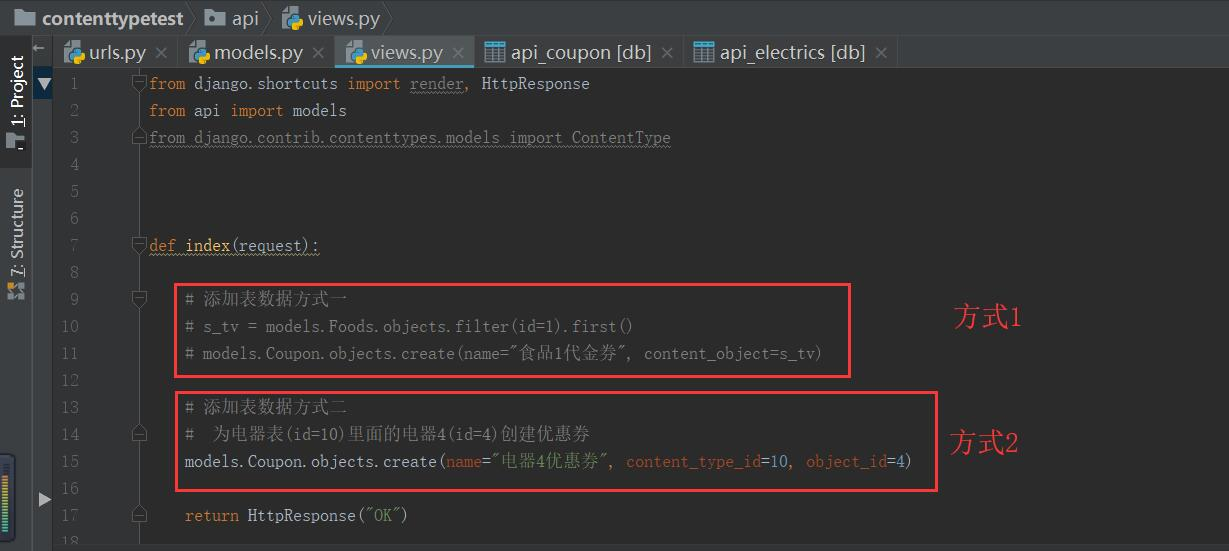 contenttypetest api views.py
urls.py models.py views.py api_coupon [db] api_electrics [db]
1: Project
7: Structure
1 from django.shortcuts import render, HttpResponse
2 from api import models
3 from django.contrib.contenttypes.models import ContentType
4
5
6
7 def index(request):
8
9 # 添加表数据方式一
10 # s_tv = models.Foods.objects.filter(id=1).first()
11 # models.Coupon.objects.create(name="食品1代金券", content_object=s_tv)
方式1
12
13 # 添加表数据方式二
14 # 为电器表(id=10)里面的电器4(id=4)创建优惠券
方式2
15 models.Coupon.objects.create(name="电器4优惠券", content_type_id=10, object_id=4)
16
17 return HttpResponse("OK")
18